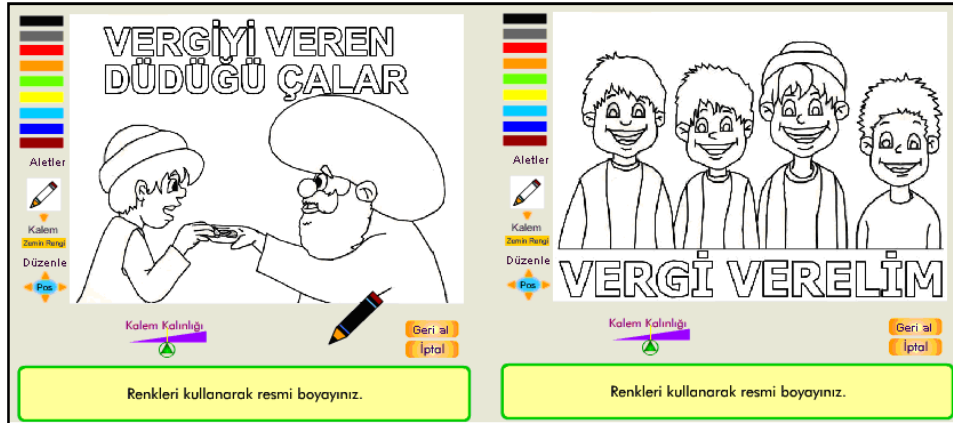 VERGİYİ VEREN
DÜDÜĞÜ ÇALAR
Aletler
Kalem
Zemin Rengi
Düzenle
Pos
Kalem Kalınlığı
Geri al
İptal
Renkleri kullanarak resmi boyayınız.
Aletler
Kalem
Zemin Rengi
Düzenle
Pos
VERGİ VERELİM
Kalem Kalınlığı
Geri al
İptal
Renkleri kullanarak resmi boyayınız.